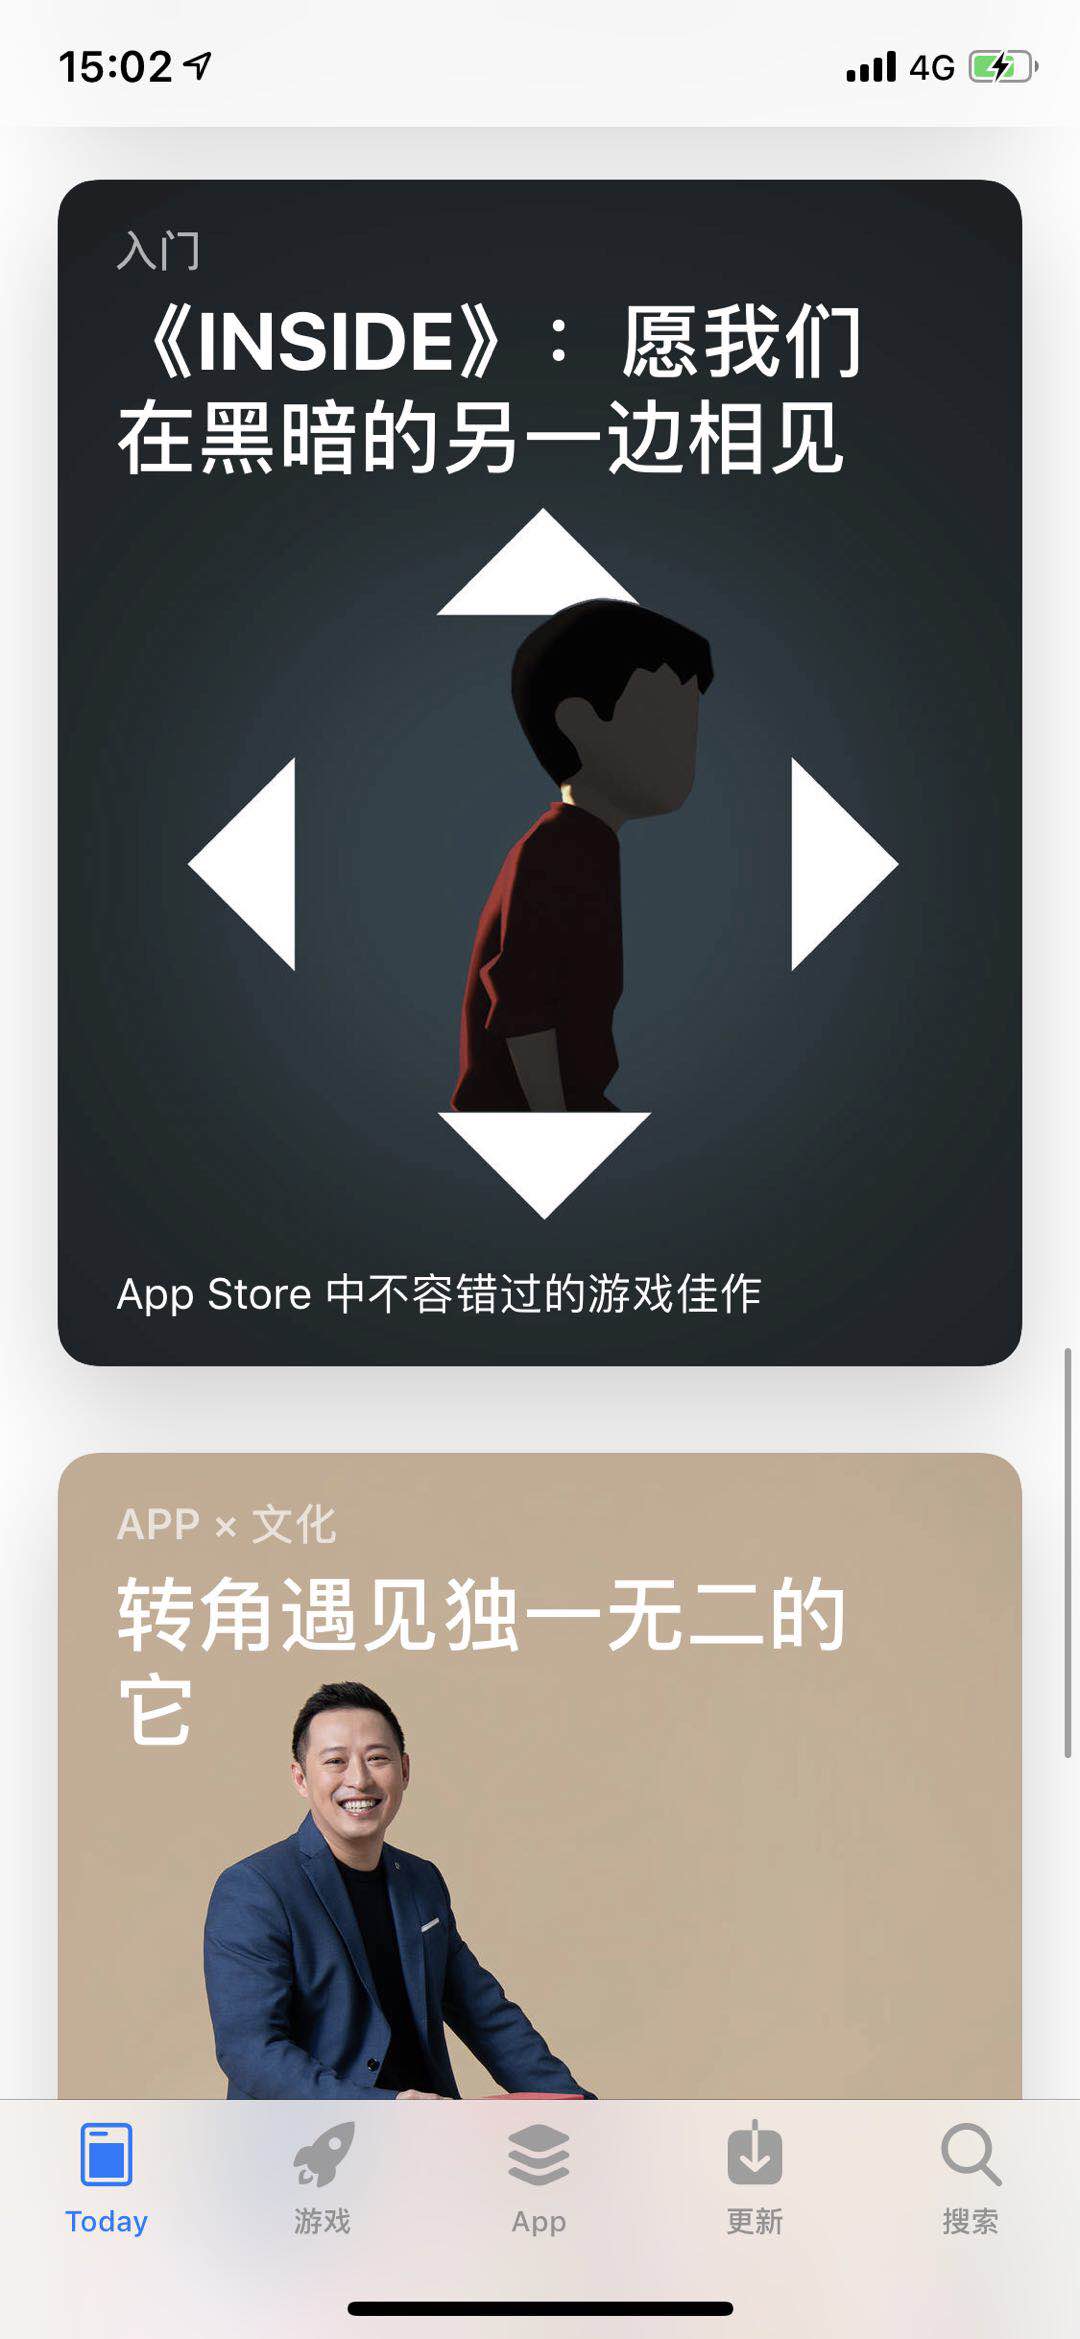 15:02
4G
入门
《INSIDE》：愿我们
在黑暗的另一边相见
App Store 中不容错过的游戏佳作
APP × 文化
转角遇见独一无二的
它
Today
游戏
App
更新
搜索